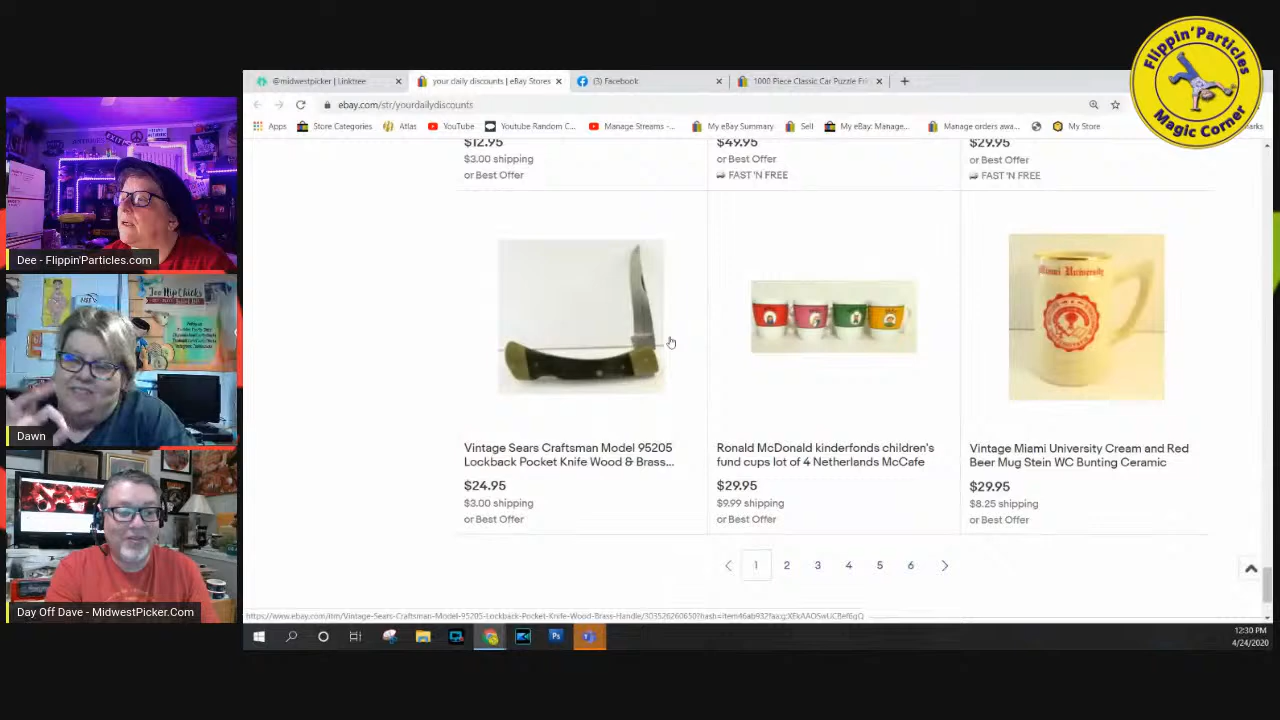 Flippin'Particles
Magic Corner
@midwestpicker | Linktree
your daily discounts | eBay Stores
(3) Facebook
1000 Piece Classic Car Puzzle Fri
ebay.com/str/yourdailydiscounts
Apps
Store Categories
Atlas
YouTube
Youtube Random C...
Manage Streams -...
My eBay Summary
Sell
My eBay: Manage...
Manage orders awa...
My Store
$12.95
$3.00 shipping
or Best Offer
$49.95
or Best Offer
FAST 'N FREE
$29.95
or Best Offer
FAST 'N FREE
Miami University
Vintage Sears Craftsman Model 95205
Lockback Pocket Knife Wood & Brass...
$24.95
$3.00 shipping
or Best Offer
Ronald McDonald kinderfonds children's
fund cups lot of 4 Netherlands McCafe
$29.95
$9.99 shipping
or Best Offer
Vintage Miami University Cream and Red
Beer Mug Stein WC Bunting Ceramic
$29.95
$8.25 shipping
or Best Offer
1 2 3 4 5 6
12:30 PM
4/24/2020
Dee - Flippin'Particles.com
Dawn
Day Off Dave - MidwestPicker.Com